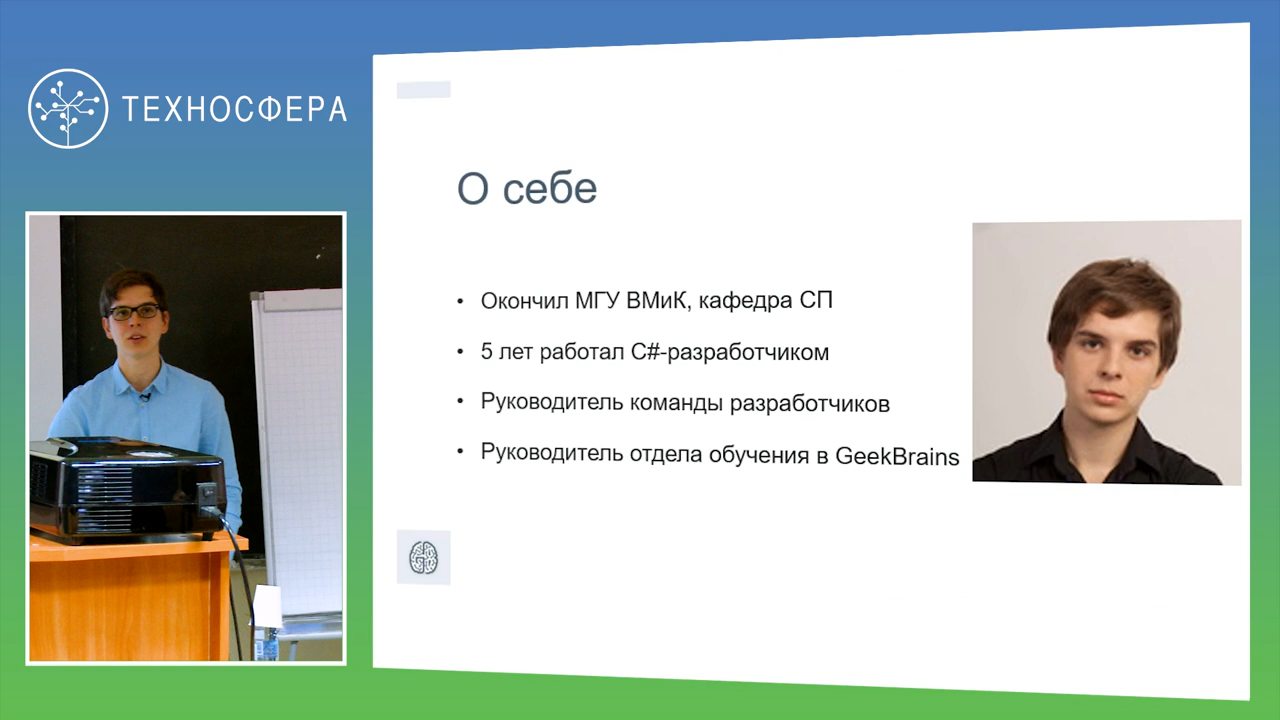 ТЕХНОСФЕРА
О себе
• Окончил МГУ ВМиК, кафедра СП
• 5 лет работал C#-разработчиком
• Руководитель команды разработчиков
• Руководитель отдела обучения в GeekBrains